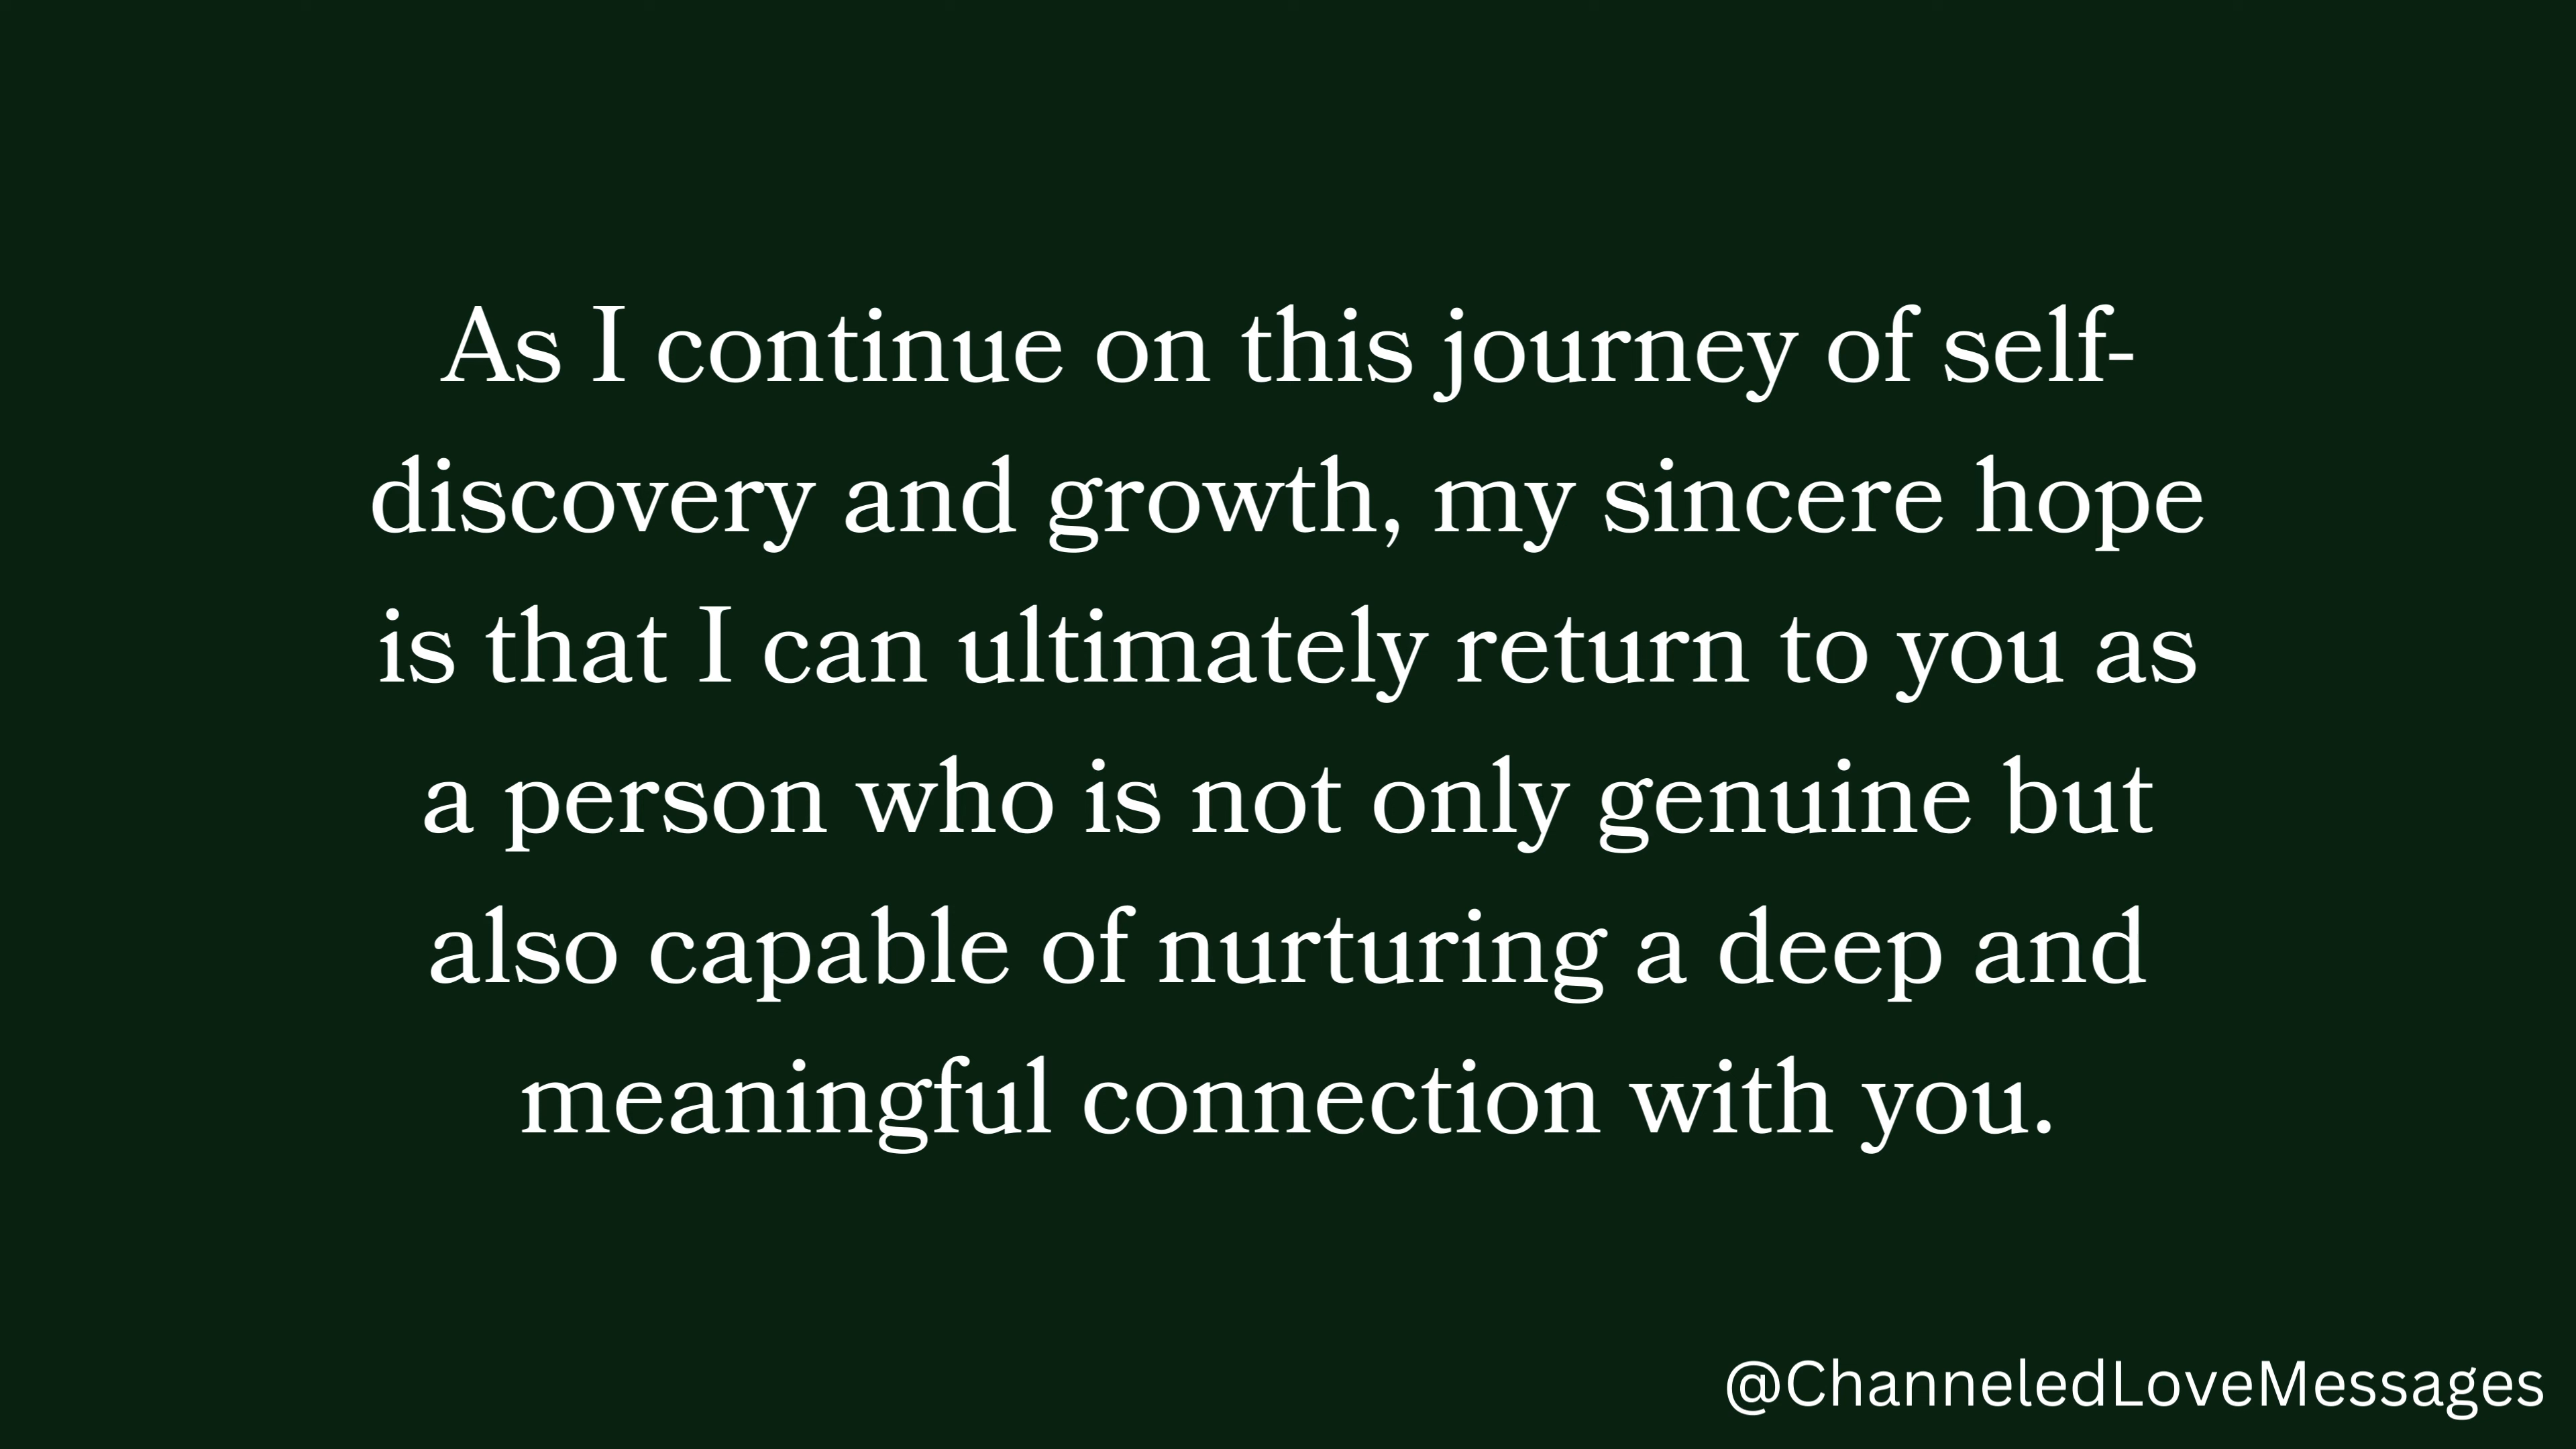 As I continue on this journey of self-
discovery and growth, my sincere hope
is that I can ultimately return to you as
a person who is not only genuine but
also capable of nurturing a deep and
meaningful connection with you.
@ChanneledLoveMessages